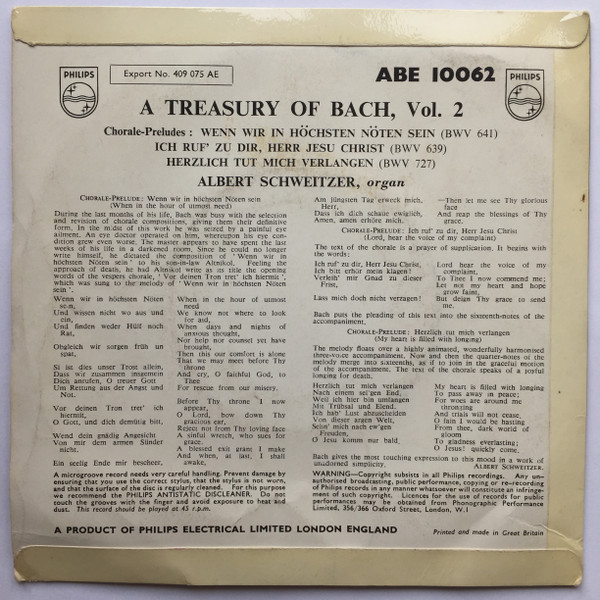 PHILIPS
Export No. 409 075 AE
ABE 10062
PHILIPS
A TREASURY OF BACH, Vol. 2
Chorale-Preludes : WENN WIR IN HÖCHSTEN NÖTEN SEIN (BWV 641)
ICH RUF' ZU DIR, HERR JESU CHRIST (BWV 639)
HERZLICH TUT MICH VERLANGEN (BWV 727)
ALBERT SCHWEITZER, organ
CHORALE-PRELUDE: Wenn wir in höchsten Nöten sein
(When in the hour of utmost need)
During the last months of his life, Bach was busy with the selection
and revision of chorale compositions, giving them their definitive
form. In the midst of this work he was seized by a painful eye
ailment. An eye doctor operated on him, whereupon his eye con-
dition grew even worse. The master appears to have spent the last
weeks of his life in a darkened room. Since he could no longer
write himself, he dictated the composition of ' Wenn wir in
höchsten Nöten sein ' to his son-in-law Altnikol. Feeling the
approach of death, he had Altnikol write as its title the opening
words of the vespers chorale, ' Vor deinen Tron tret' ich hiermit ',
which was sung to the melody of ' Wenn wir in höchsten Nöten
sein '.
Wenn wir in höchsten Nöten
sein,
Und wissen nicht wo aus und
ein,
Und finden weder Hülf noch
Rat,
Obgleich wir sorgen früh un
spat,
Si ist dies unser Trost allein,
Dass wir zusammen insgemein
Dich anrufen, O treuer Gott
Um Rettung aus der Angst und
Not.
Vor deinen Tron tret' ich
hiermit,
O Gott, und dich demütig bitt,
Wend dein gnädig Angesicht
Von mir dem armen Sünder
nicht.
Ein seelig Ende mir bescheer,
When in the hour of utmost
need
We know not where to look
for aid,
When days and nights of
anxious thought,
Nor help nor counsel yet have
brought,
Then this our comfort is alone
That we may meet before Thy
throne
And cry, O faithful God, to
Thee
For rescue from our misery.
Before Thy throne I now
appear,
O Lord, bow down Thy
gracious ear,
Reject not from Thy loving face
A sinful wretch, who sues for
grace.
A blessed exit gram I make
And when, at last, I shall
awake,
Am jüngsten Tag erweck mich,
Herr,
Dass ich dich schaue ewiglich,
Amen, amen erhöre mich.
—Then let me see Thy glorious
face
And reap the blessings of Thy
grace.
CHORALE-PRELUDE: Ich ruf' zu dir, Herr Jesu Christ
(Lord, hear the voice of my complaint)
The text of the chorale is a prayer of supplication. It begins with
the words:
Ich ruf' zu dir, Herr Jesu Christ,
Ich bitt erhör mein klagen!
Verleih' mir Gnad zu dieser
Frist,
Lass mich doch nicht verzagen!
Lord hear the voice of my
complaint,
To Thee I now commend me;
Let not my heart and hope
grow faint,
But deign Thy grace to send
me.
Bach puts the pleading of this text into the sixteenth-notes of the
accompaniment.
CHORALE-PRELUDE: Herzlich tut mich verlangen
(My heart is filled with longing)
The melody floats over a highly animated, wonderfully harmonised
three-voice accompaniment. Now and then the quarter-notes of the
melody merge into sixteenths, as if to join in the graceful motion
of the accompaniment. The text of the chorale speaks of a joyful
longing for death.
Herzlich tut mich verlangen
Nach einem sel'gen End,
Weil ich hier bin umfangen
Mit Trübsal und Elend.
Ich hab' Lust abzuscheiden
Von dieser argen Welt,
Sehn' mich nach ew'gen
Freuden,
O Jesu komm nur bald.
My heart is filled with longing
To pass away in peace;
For woes are around me
thronging
And trials will not cease.
O fain I would be hasting
From thee, dark world of
gloom
To gladness everlasting;
O Jesus! quickly come.
Bach gives the most touching expression to this mood in a work of
unadorned simplicity.
ALBERT SCHWEITZER.
A microgroove record needs very careful handling. Prevent damage by
ensuring that you use the correct stylus, that the stylus is not worn,
and that the surface of the disc is regularly cleaned. For this purpose
we recommend the PHILIPS ANTISTATIC DISCLEANER. Do not
touch the grooves with the finger and avoid exposure to heat and
dust. This record should be played at 45 r.p.m.
WARNING—Copyright subsists in all Philips recordings. Any un-
authorised broadcasting, public performance, copying or re-recording
of Philips records in any manner whatsoever will constitute an infringe-
ment of such copyright. Licences for the use of records for public
performances may be obtained from Phonographic Performance
Limited, 356/366 Oxford Street, London, W.1
A PRODUCT OF PHILIPS ELECTRICAL LIMITED LONDON ENGLAND
Printed and made in Great Britain